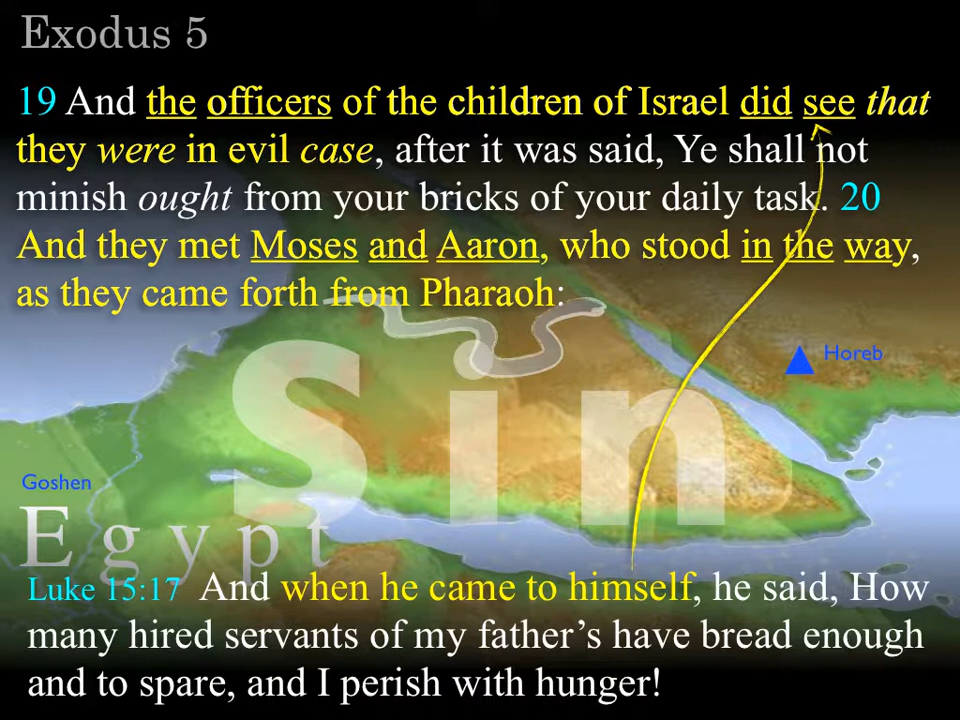 Exodus 5
19 And the officers of the children of Israel did see that
they were in evil case, after it was said, Ye shall not
minish ought from your bricks of your daily task. 20
And they met Moses and Aaron, who stood in the way,
as they came forth from Pharaoh:
Sin
Horeb
Goshen
Egypt
Luke 15:17 And when he came to himself, he said, How
many hired servants of my father’s have bread enough
and to spare, and I perish with hunger!